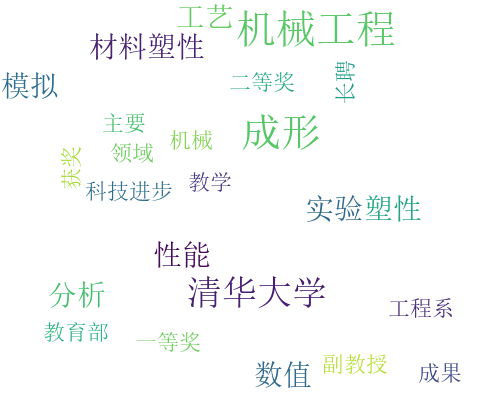 工艺
机械工程
材料塑性
模拟
二等奖
长聘
主要
成形
机械
领域
获奖
科技进步
教学
实验 塑性
性能
清华大学
分析
工程系
教育部
一等奖
副教授
数值
成果